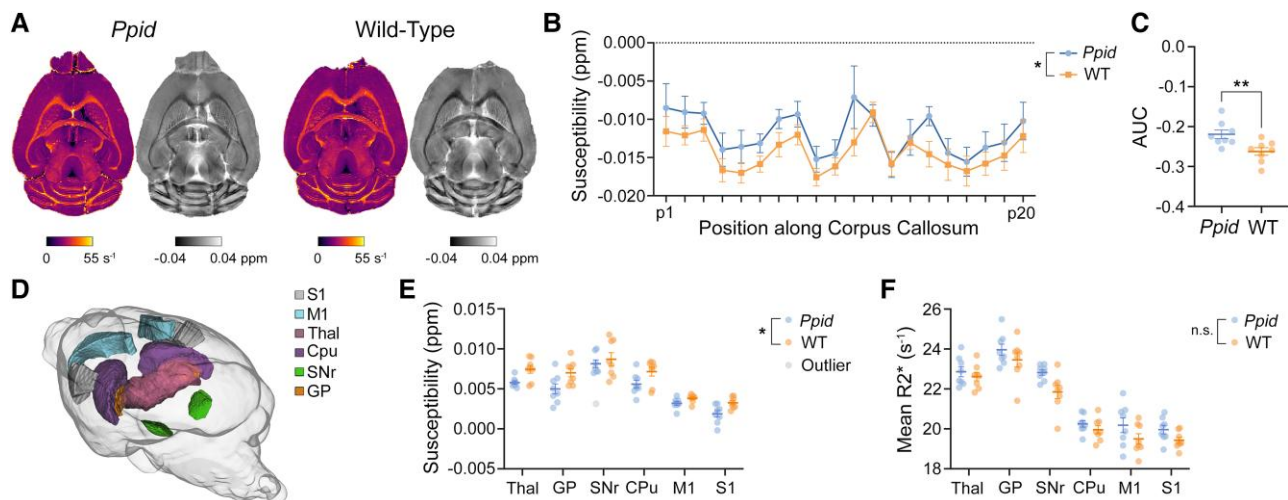 A
Ppid
Wild-Type
0 55 s⁻¹
-0.04 0.04 ppm
0 55 s⁻¹
-0.04 0.04 ppm
B
Susceptibility (ppm)
0.000
-0.005
-0.010
-0.015
-0.020
p1
p20
Position along Corpus Callosum
*
Ppid
WT
C
AUC
-0.0
-0.1
-0.2
-0.3
-0.4
**
Ppid WT
D
S1
M1
Thal
Cpu
SNr
GP
E
Susceptibility (ppm)
0.015
0.010
0.005
0.000
-0.005
Thal GP SNr CPu M1 S1
*
Ppid
WT
Outlier
F
Mean R2* (s⁻¹)
26
24
22
20
18
Thal GP SNr CPu M1 S1
n.s.
Ppid
WT